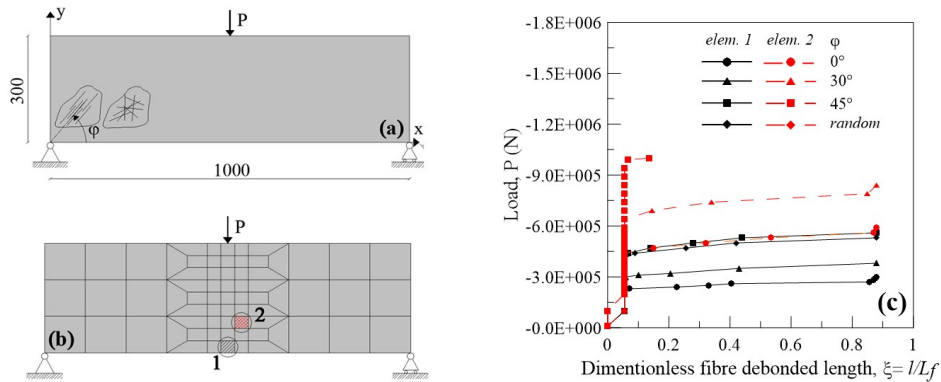 y
P
300
φ
(a)
x
1000
P
(b)
2
1
-1.8E+006
-1.5E+006
-1.2E+006
-9.0E+005
-6.0E+005
-3.0E+005
-0.0E+000
Load, P (N)
elem. 1 elem. 2 φ
0°
30°
45°
random
(c)
0 0.2 0.4 0.6 0.8 1
Dimentionless fibre debonded length, ξ= l/Lf